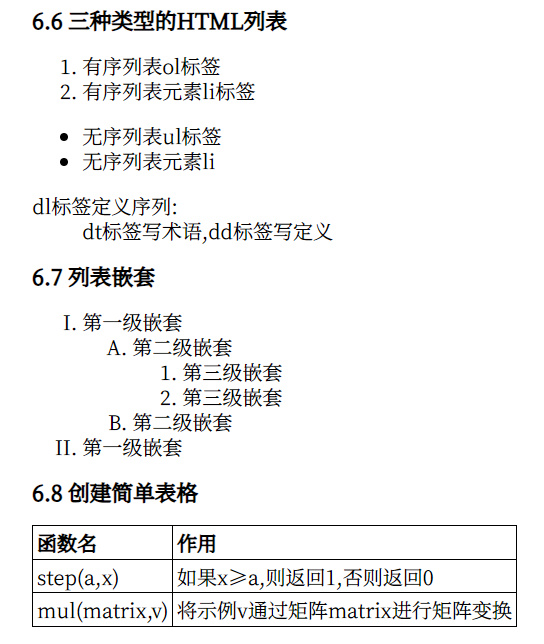 6.6 三种类型的HTML列表
1. 有序列表ol标签
2. 有序列表元素li标签
• 无序列表ul标签
• 无序列表元素li
dl标签定义序列:
dt标签写术语,dd标签写定义
6.7 列表嵌套
I. 第一级嵌套
A. 第二级嵌套
1. 第三级嵌套
2. 第三级嵌套
B. 第二级嵌套
II. 第一级嵌套
6.8 创建简单表格
函数名 作用
step(a,x) 如果x≥a,则返回1,否则返回0
mul(matrix,v) 将示例v通过矩阵matrix进行矩阵变换